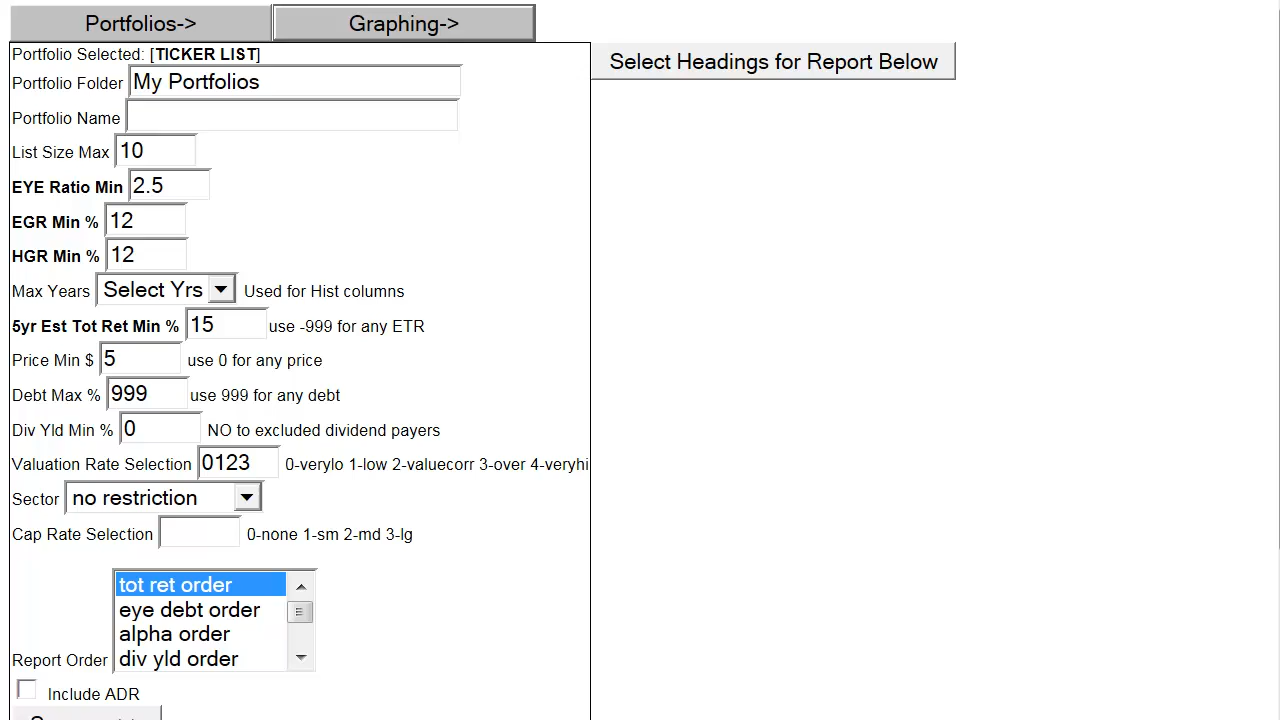 Portfolios-> Graphing->
Portfolio Selected: [TICKER LIST]
Select Headings for Report Below
Portfolio Folder My Portfolios
Portfolio Name
List Size Max 10
EYE Ratio Min 2.5
EGR Min % 12
HGR Min % 12
Max Years Select Yrs Used for Hist columns
5yr Est Tot Ret Min % 15 use -999 for any ETR
Price Min $ 5 use 0 for any price
Debt Max % 999 use 999 for any debt
Div Yld Min % 0 NO to excluded dividend payers
Valuation Rate Selection 0123 0-verylo 1-low 2-valuecorr 3-over 4-veryhi
Sector no restriction
Cap Rate Selection 0-none 1-sm 2-md 3-lg
tot ret order
eye debt order
alpha order
div yld order
Report Order
Include ADR